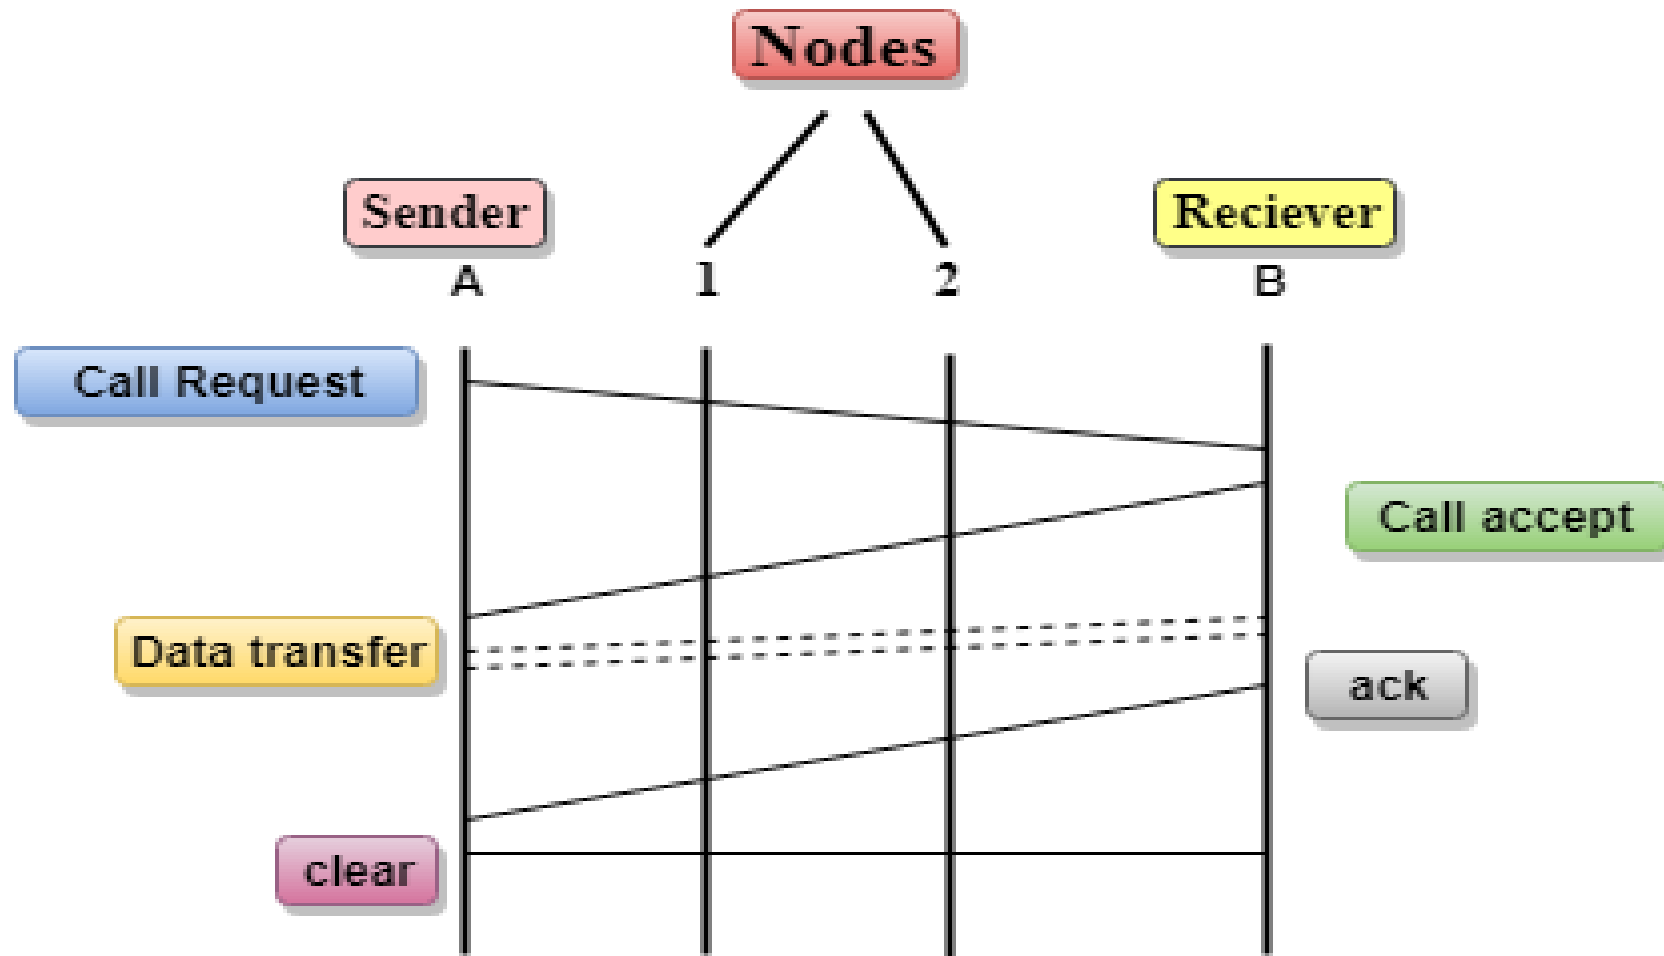 Nodes
Sender
Reciever
A
1
2
B
Call Request
Call accept
Data transfer
ack
clear